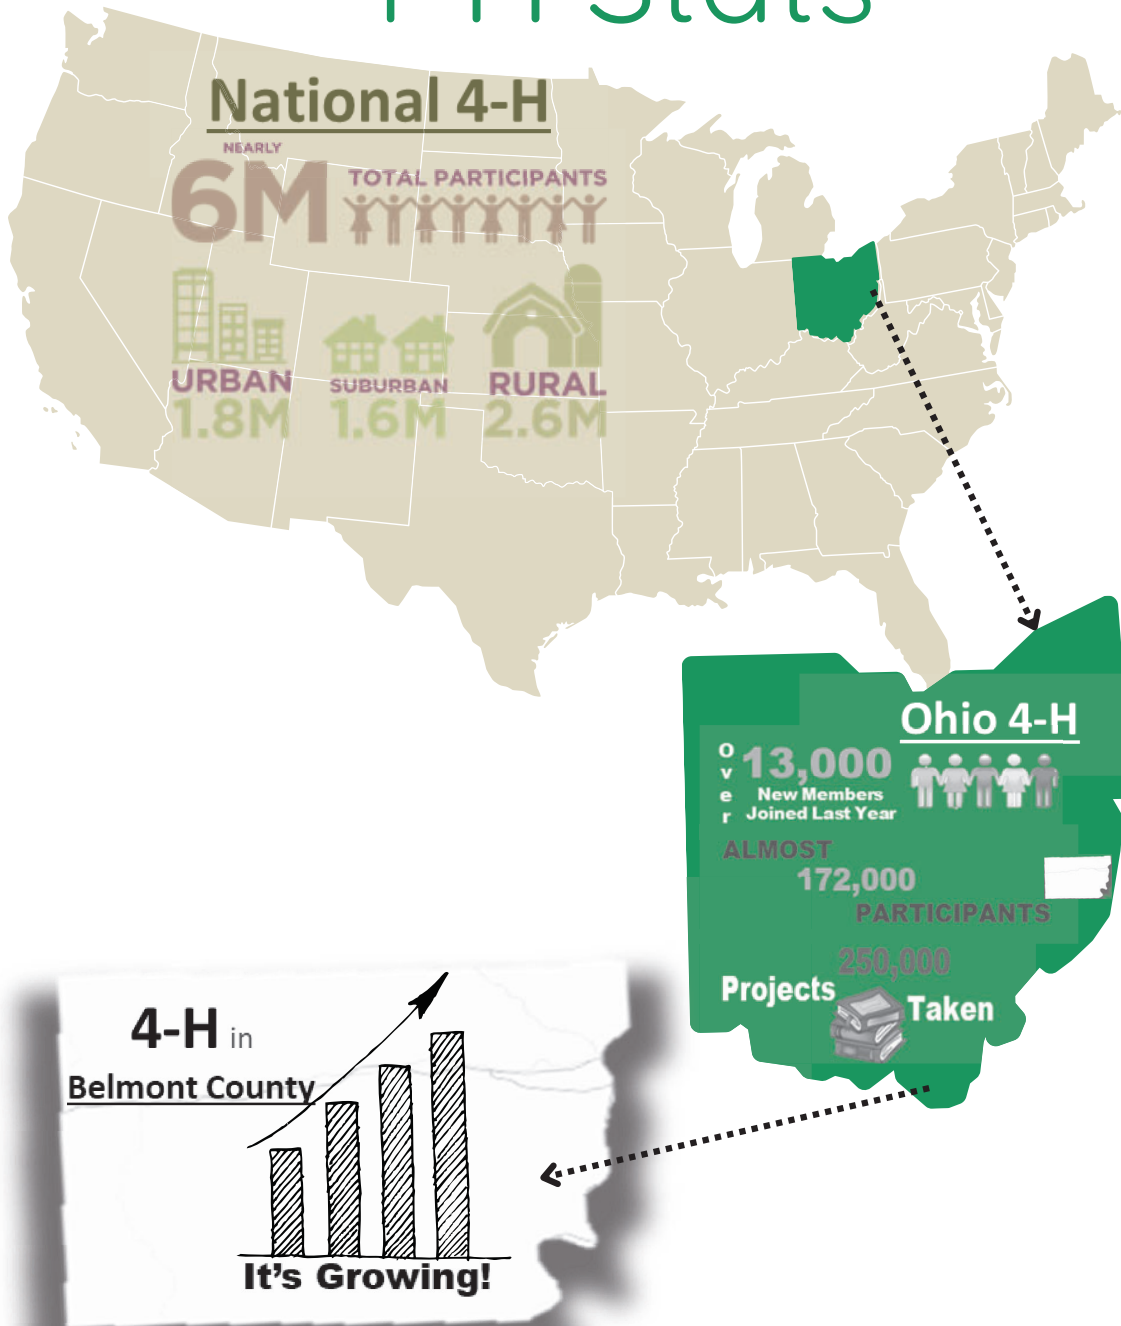 4-H Stats
National 4-H
NEARLY
6M
TOTAL PARTICIPANTS
URBAN
1.8M
SUBURBAN
1.6M
RURAL
2.6M
Ohio 4-H
Over
13,000
New Members
Joined Last Year
ALMOST
172,000
PARTICIPANTS
250,000
Projects
Taken
4-H in
Belmont County
It's Growing!